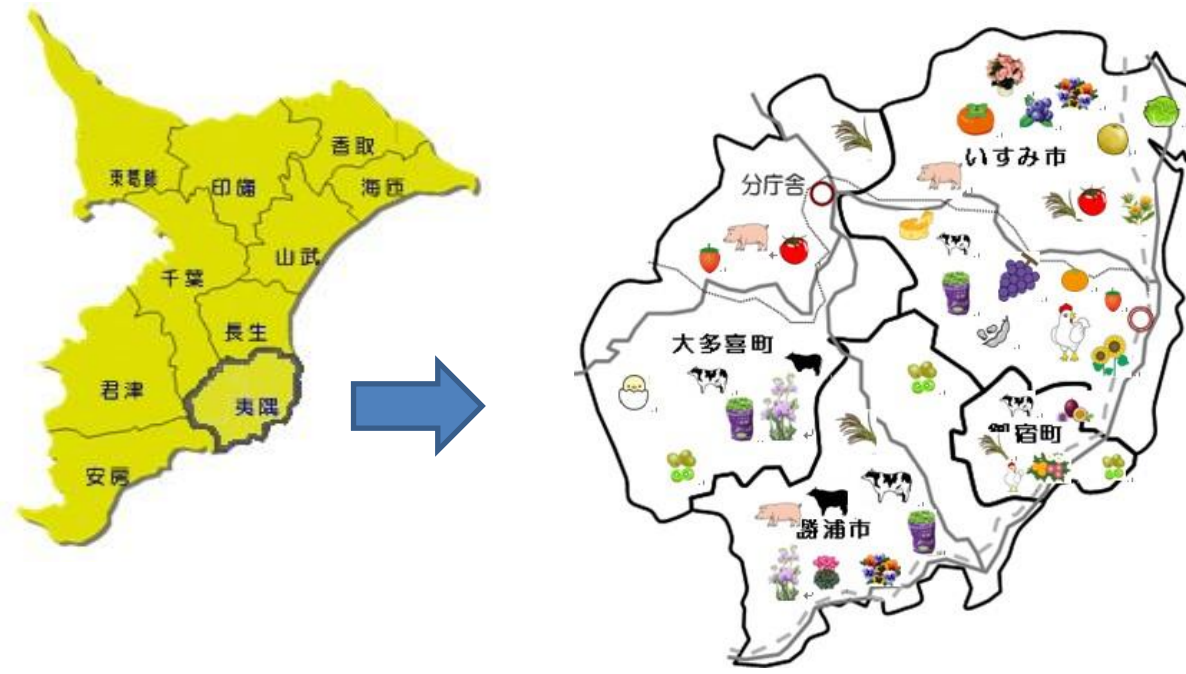 香取
東葛飾
印旛
海匝
山武
千葉
長生
君津
夷隅
安房
いすみ市
分庁舎
大多喜町
御宿町
勝浦市